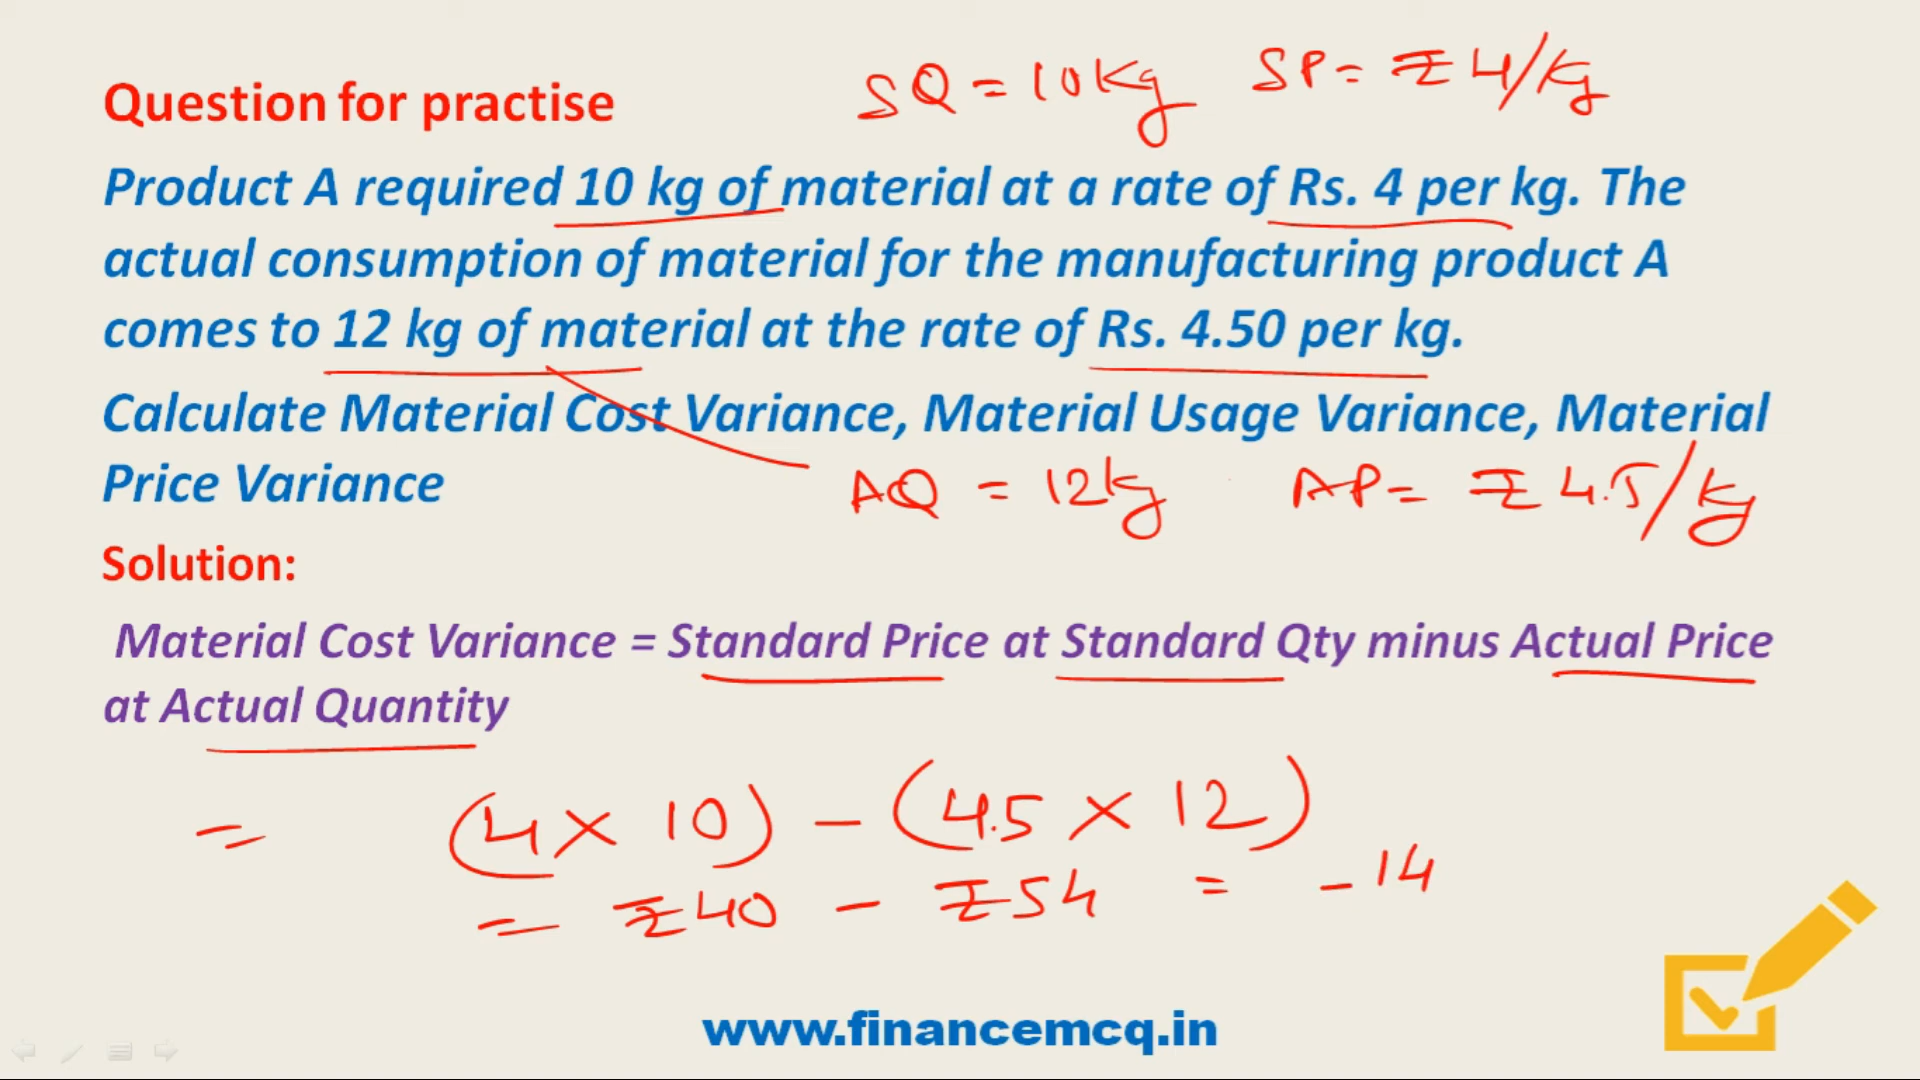 SQ = 10kg SP = ₹4/kg
Question for practise
Product A required 10 kg of material at a rate of Rs. 4 per kg. The
actual consumption of material for the manufacturing product A
comes to 12 kg of material at the rate of Rs. 4.50 per kg.
Calculate Material Cost Variance, Material Usage Variance, Material
Price Variance
AQ = 12kg AP = ₹4.5/kg
Solution:
Material Cost Variance = Standard Price at Standard Qty minus Actual Price
at Actual Quantity
= (4 × 10) - (4.5 × 12)
= ₹40 - ₹54 = -14
www.financemcq.in